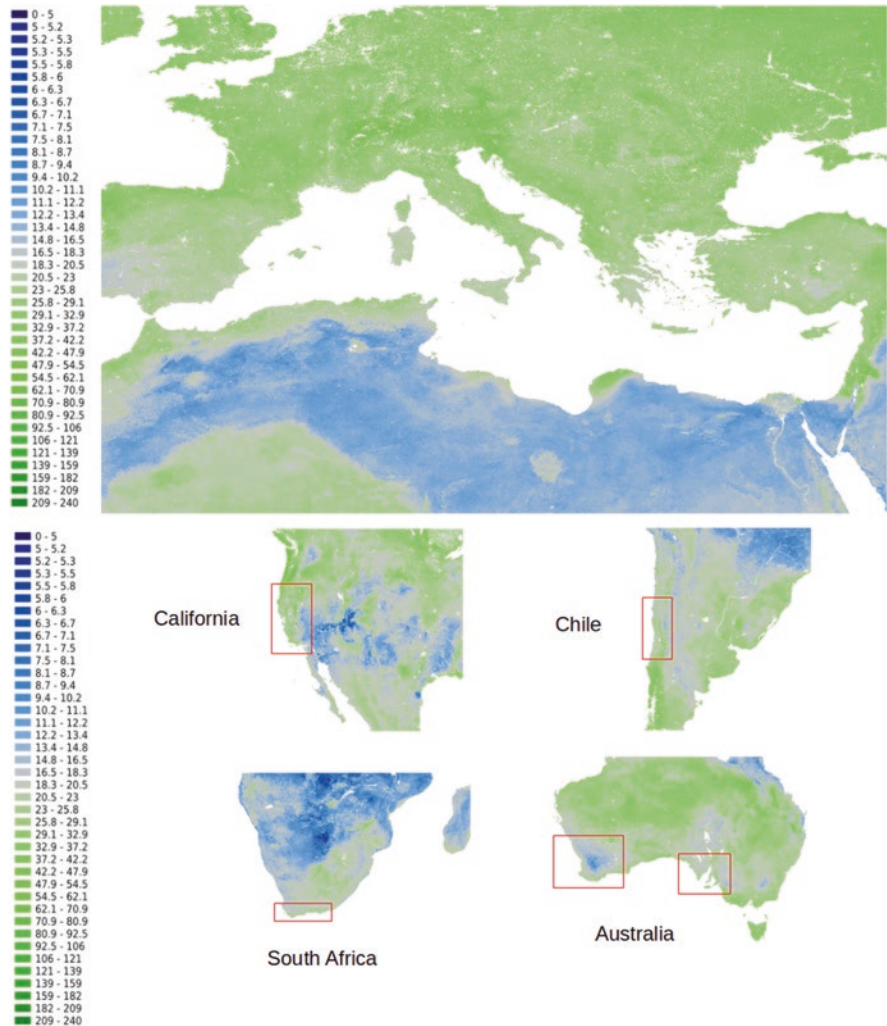 0 - 5
5 - 5.2
5.2 - 5.3
5.3 - 5.5
5.5 - 5.8
5.8 - 6
6 - 6.3
6.3 - 6.7
6.7 - 7.1
7.1 - 7.5
7.5 - 8.1
8.1 - 8.7
8.7 - 9.4
9.4 - 10.2
10.2 - 11.1
11.1 - 12.2
12.2 - 13.4
13.4 - 14.8
14.8 - 16.5
16.5 - 18.3
18.3 - 20.5
20.5 - 23
23 - 25.8
25.8 - 29.1
29.1 - 32.9
32.9 - 37.2
37.2 - 42.2
42.2 - 47.9
47.9 - 54.5
54.5 - 62.1
62.1 - 70.9
70.9 - 80.9
80.9 - 92.5
92.5 - 106
106 - 121
121 - 139
139 - 159
159 - 182
182 - 209
209 - 240
0 - 5
5 - 5.2
5.2 - 5.3
5.3 - 5.5
5.5 - 5.8
5.8 - 6
6 - 6.3
6.3 - 6.7
6.7 - 7.1
7.1 - 7.5
7.5 - 8.1
8.1 - 8.7
8.7 - 9.4
9.4 - 10.2
10.2 - 11.1
11.1 - 12.2
12.2 - 13.4
13.4 - 14.8
14.8 - 16.5
16.5 - 18.3
18.3 - 20.5
20.5 - 23
23 - 25.8
25.8 - 29.1
29.1 - 32.9
32.9 - 37.2
37.2 - 42.2
42.2 - 47.9
47.9 - 54.5
54.5 - 62.1
62.1 - 70.9
70.9 - 80.9
80.9 - 92.5
92.5 - 106
106 - 121
121 - 139
139 - 159
159 - 182
182 - 209
209 - 240
California
Chile
South Africa
Australia